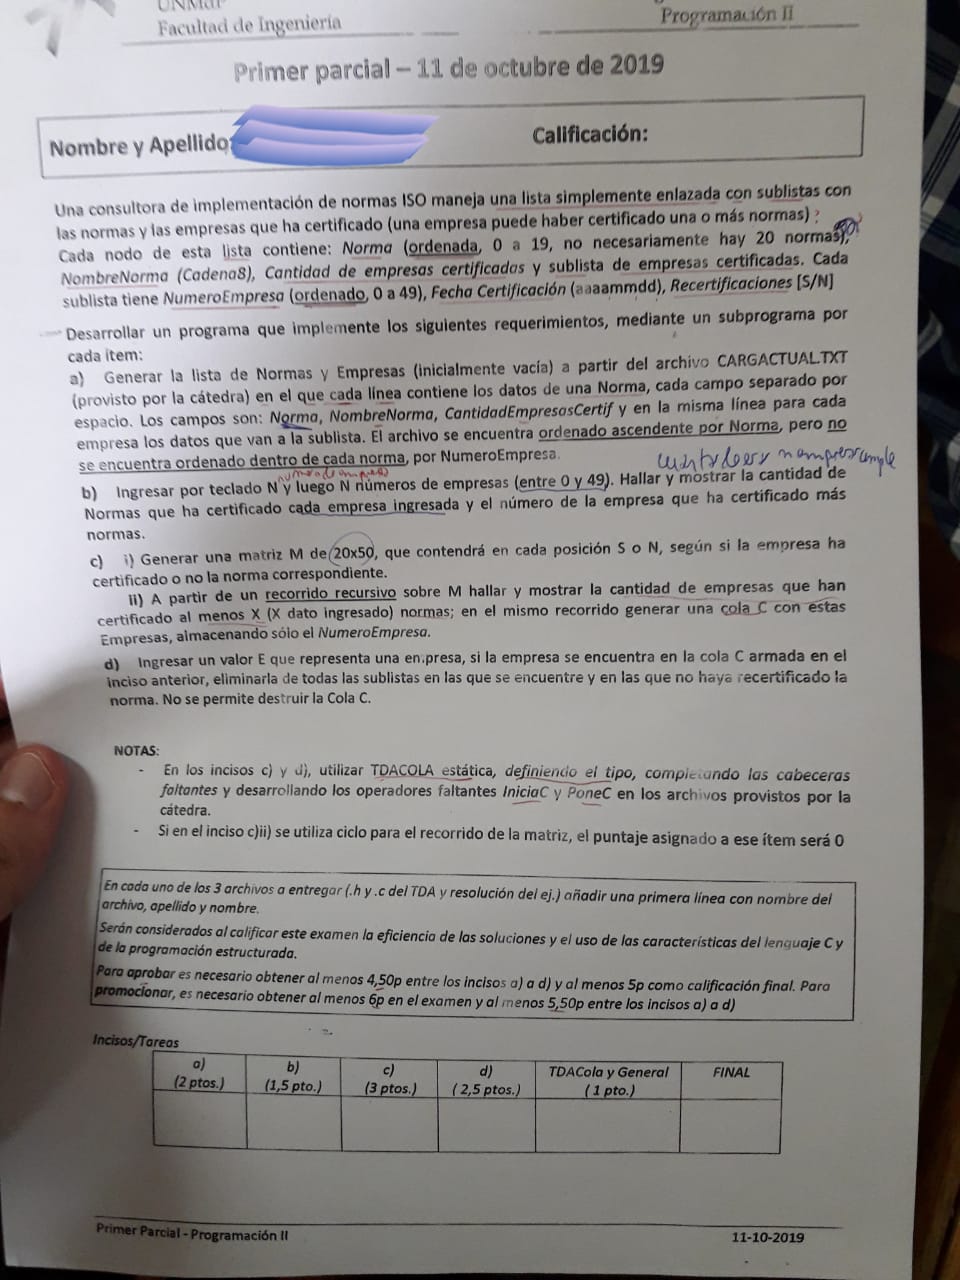 UNMdP
Facultad de Ingeniería
Programación II
Primer parcial – 11 de octubre de 2019
Nombre y Apellido:
Calificación:
Una consultora de implementación de normas ISO maneja una lista simplemente enlazada con sublistas con
las normas y las empresas que ha certificado (una empresa puede haber certificado una o más normas) ?
Cada nodo de esta lista contiene: Norma (ordenada, 0 a 19, no necesariamente hay 20 normas),
NombreNorma (Cadena8), Cantidad de empresas certificadas y sublista de empresas certificadas. Cada
sublista tiene NumeroEmpresa (ordenado, 0 a 49), Fecha Certificación (aaaammdd), Recertificaciones [S/N]
Desarrollar un programa que implemente los siguientes requerimientos, mediante un subprograma por
cada ítem:
a) Generar la lista de Normas y Empresas (inicialmente vacía) a partir del archivo CARGACTUAL.TXT
(provisto por la cátedra) en el que cada línea contiene los datos de una Norma, cada campo separado por
espacio. Los campos son: Norma, NombreNorma, CantidadEmpresasCertif y en la misma línea para cada
empresa los datos que van a la sublista. El archivo se encuentra ordenado ascendente por Norma, pero no
se encuentra ordenado dentro de cada norma, por NumeroEmpresa.
b) Ingresar por teclado N y luego N números de empresas (entre 0 y 49). Hallar y mostrar la cantidad de
Normas que ha certificado cada empresa ingresada y el número de la empresa que ha certificado más
normas.
c) i) Generar una matriz M de 20x50, que contendrá en cada posición S o N, según si la empresa ha
certificado o no la norma correspondiente.
ii) A partir de un recorrido recursivo sobre M hallar y mostrar la cantidad de empresas que han
certificado al menos X (X dato ingresado) normas; en el mismo recorrido generar una cola C con estas
Empresas, almacenando sólo el NumeroEmpresa.
d) Ingresar un valor E que representa una empresa, si la empresa se encuentra en la cola C armada en el
inciso anterior, eliminarla de todas las sublistas en las que se encuentre y en las que no haya recertificado la
norma. No se permite destruir la Cola C.
NOTAS:
- En los incisos c) y d), utilizar TDACOLA estática, definiendo el tipo, completando las cabeceras
faltantes y desarrollando los operadores faltantes IniciaC y PoneC en los archivos provistos por la
cátedra.
- Si en el inciso c)ii) se utiliza ciclo para el recorrido de la matriz, el puntaje asignado a ese ítem será 0
En cada uno de los 3 archivos a entregar (.h y .c del TDA y resolución del ej.) añadir una primera línea con nombre del
archivo, apellido y nombre.
Serán considerados al calificar este examen la eficiencia de las soluciones y el uso de las características del lenguaje C y
de la programación estructurada.
Para aprobar es necesario obtener al menos 4,50p entre los incisos a) a d) y al menos 5p como calificación final. Para
promocionar, es necesario obtener al menos 6p en el examen y al menos 5,50p entre los incisos a) a d)
Incisos/Tareas
a) b) c) d) TDACola y General FINAL
(2 ptos.) (1,5 pto.) (3 ptos.) ( 2,5 ptos.) ( 1 pto.)
Primer Parcial - Programación II
11-10-2019